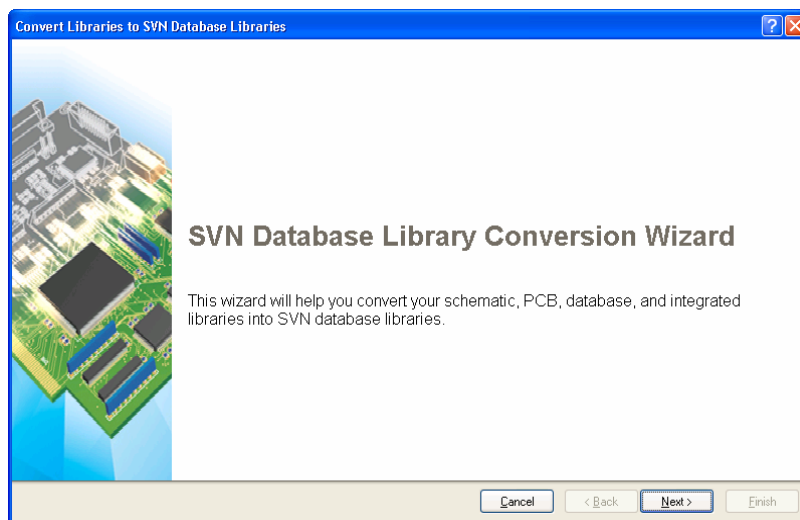 Convert Libraries to SVN Database Libraries
SVN Database Library Conversion Wizard
This wizard will help you convert your schematic, PCB, database, and integrated
libraries into SVN database libraries.
Cancel
< Back
Next >
Finish